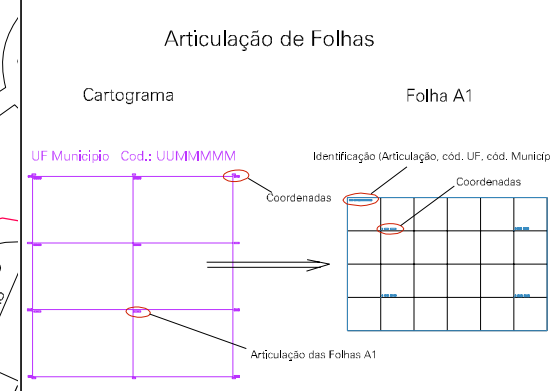 Articulação de Folhas
Cartograma
Folha A1
UF Municipio Cod.: UUMMMMM
Identificação (Articulação, cód. UF, cód. Municíp
Coordenadas
Coordenadas
Articulação das Folhas A1